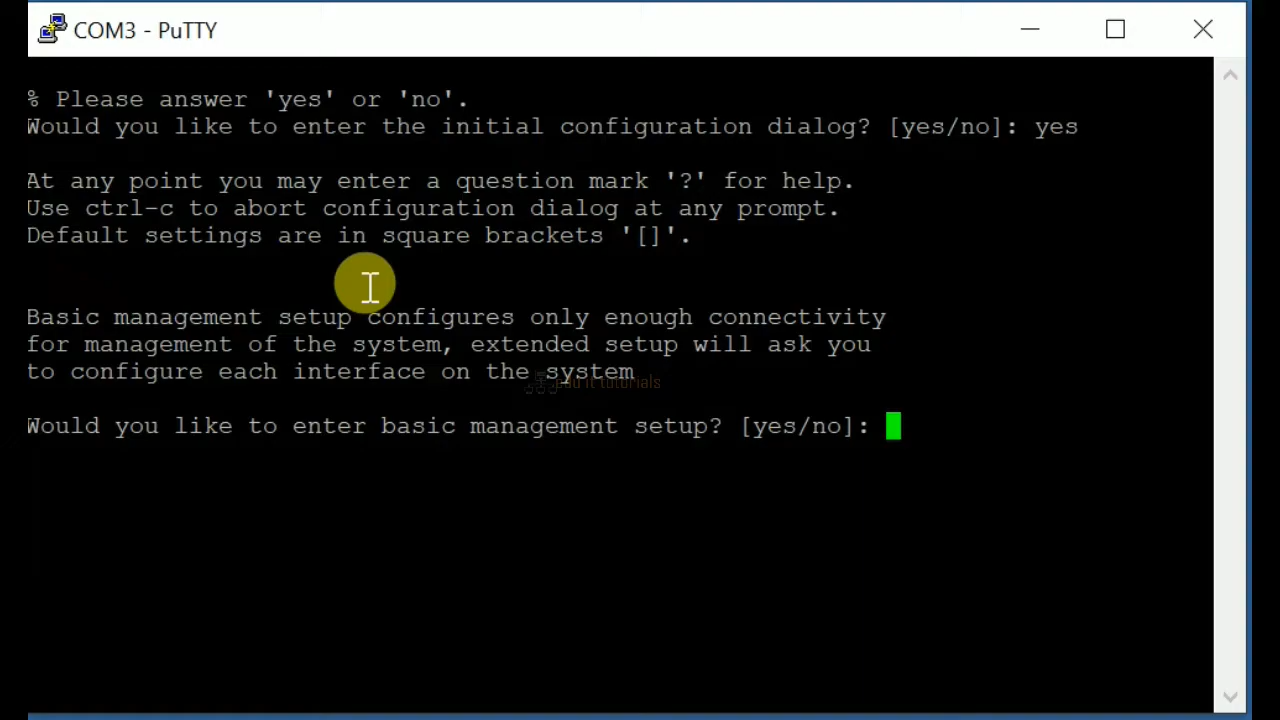 COM3 - PuTTY
% Please answer 'yes' or 'no'.
Would you like to enter the initial configuration dialog? [yes/no]: yes
At any point you may enter a question mark '?' for help.
Use ctrl-c to abort configuration dialog at any prompt.
Default settings are in square brackets '[]'.
Basic management setup configures only enough connectivity
for management of the system, extended setup will ask you
to configure each interface on the system
edu it tutorials
Would you like to enter basic management setup? [yes/no]: